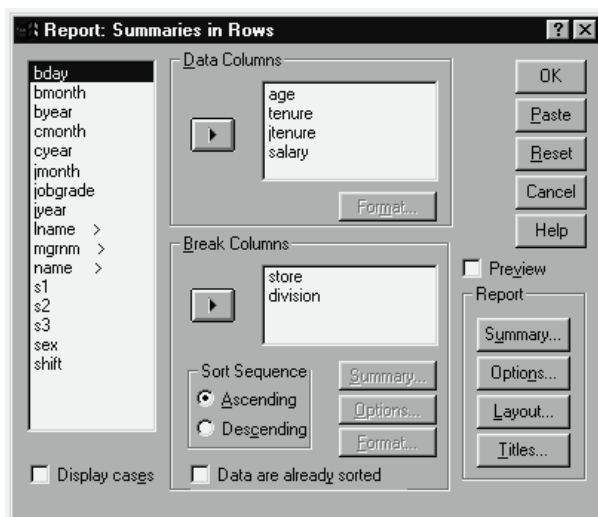 Report: Summaries in Rows
bday
bmonth
byear
cmonth
cyear
jmonth
jobgrade
jyear
lname >
mgrnm >
name >
s1
s2
s3
sex
shift
Display cases
Data Columns
age
tenure
jtenure
salary
Format...
Break Columns
store
division
Sort Sequence
Ascending
Descending
Summary...
Options...
Format...
Data are already sorted
OK
Paste
Reset
Cancel
Help
Preview
Report
Summary...
Options...
Layout...
Titles...